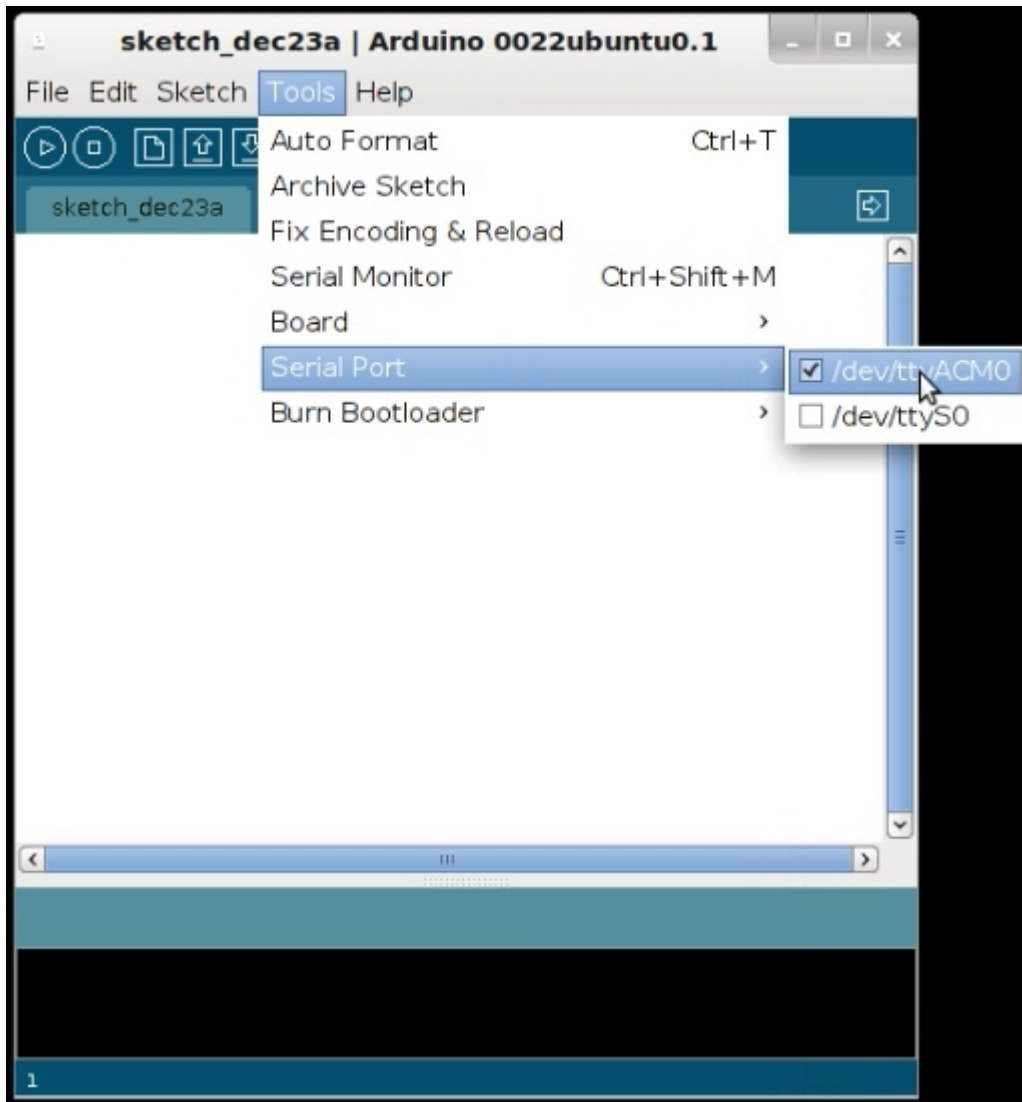 sketch_dec23a | Arduino 0022ubuntu0.1
File Edit Sketch Tools Help
Auto Format Ctrl+T
Archive Sketch
sketch_dec23a
Fix Encoding & Reload
Serial Monitor Ctrl+Shift+M
Board
Serial Port
/dev/ttyACM0
Burn Bootloader
/dev/ttyS0
1